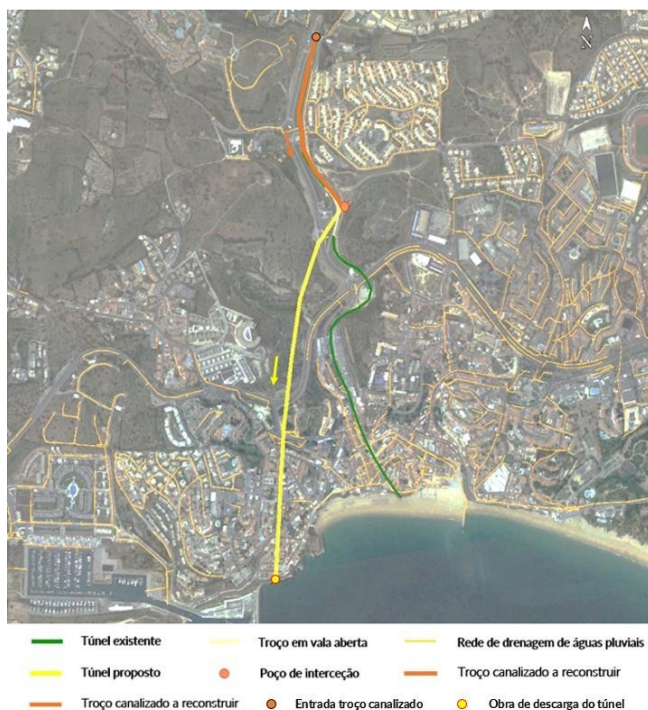 N
Túnel existente
Troço em vala aberta
Rede de drenagem de águas pluviais
Túnel proposto
Poço de interceção
Troço canalizado a reconstruir
Troço canalizado a reconstruir
Entrada troço canalizado
Obra de descarga do túnel